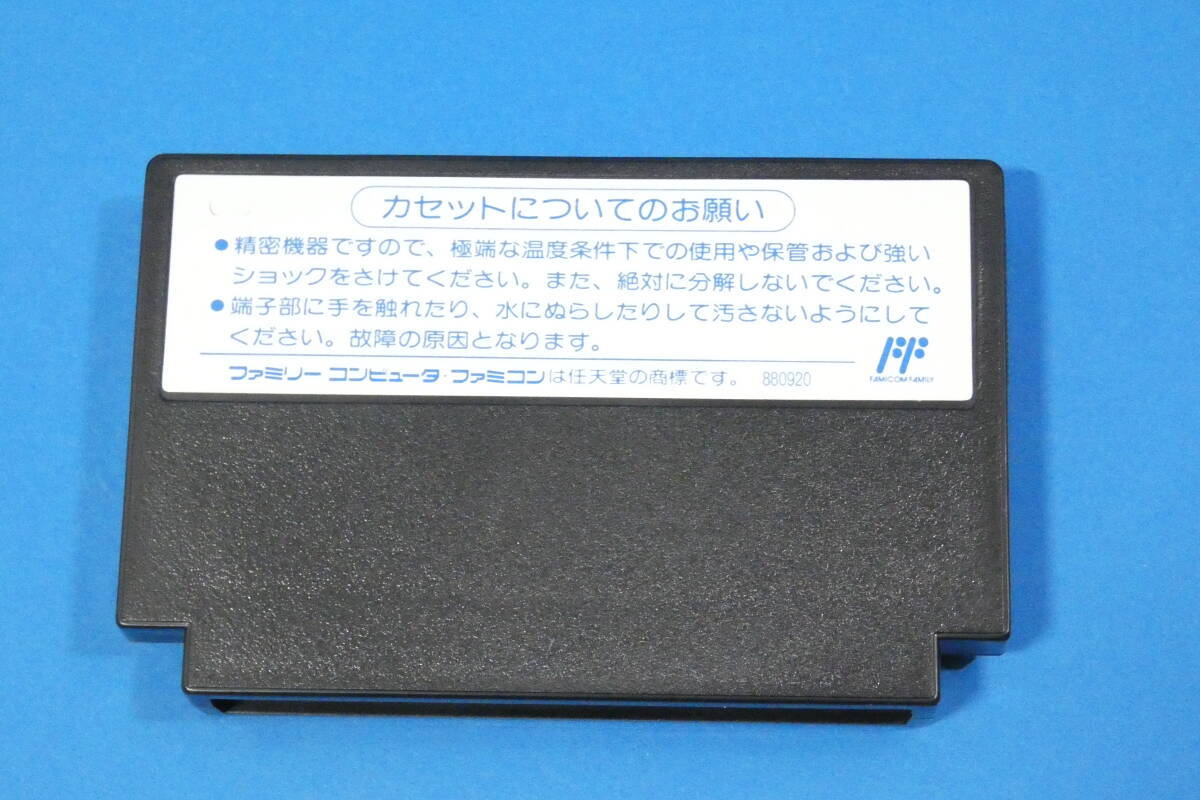 カセットについてのお願い
●精密機器ですので、極端な温度条件下での使用や保管および強い
ショックをさけてください。また、絶対に分解しないでください。
●端子部に手を触れたり、水にぬらしたりして汚さないようにして
ください。故障の原因となります。
ファミリー コンピュータ・ファミコンは任天堂の商標です。 880920
FAMICOM FAMILY